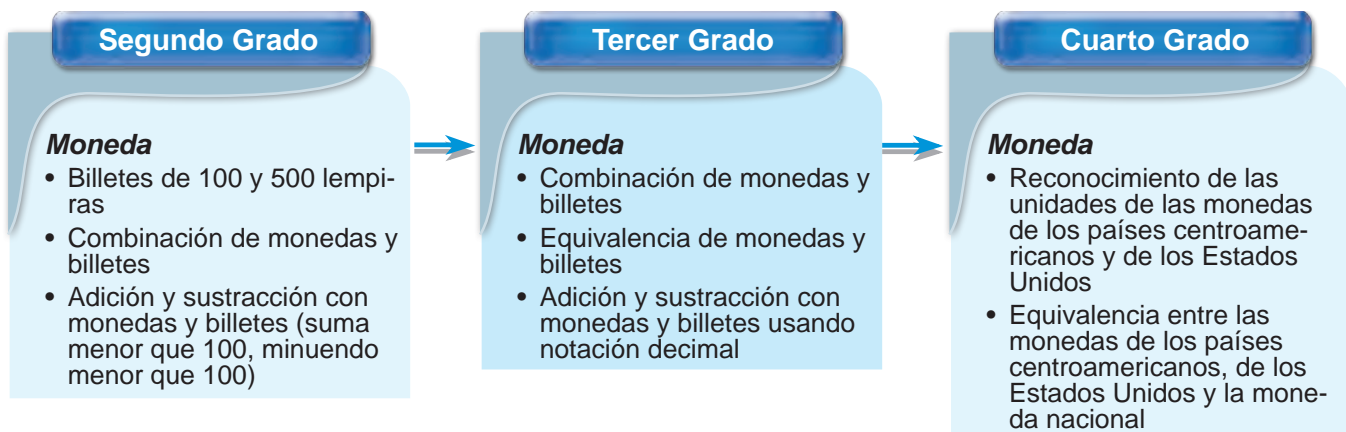 Segundo Grado
Moneda
• Billetes de 100 y 500 lempi-
ras
• Combinación de monedas y
billetes
• Adición y sustracción con
monedas y billetes (suma
menor que 100, minuendo
menor que 100)
Tercer Grado
Moneda
• Combinación de monedas y
billetes
• Equivalencia de monedas y
billetes
• Adición y sustracción con
monedas y billetes usando
notación decimal
Cuarto Grado
Moneda
• Reconocimiento de las
unidades de las monedas
de los países centroame-
ricanos y de los Estados
Unidos
• Equivalencia entre las
monedas de los países
centroamericanos, de los
Estados Unidos y la mone-
da nacional